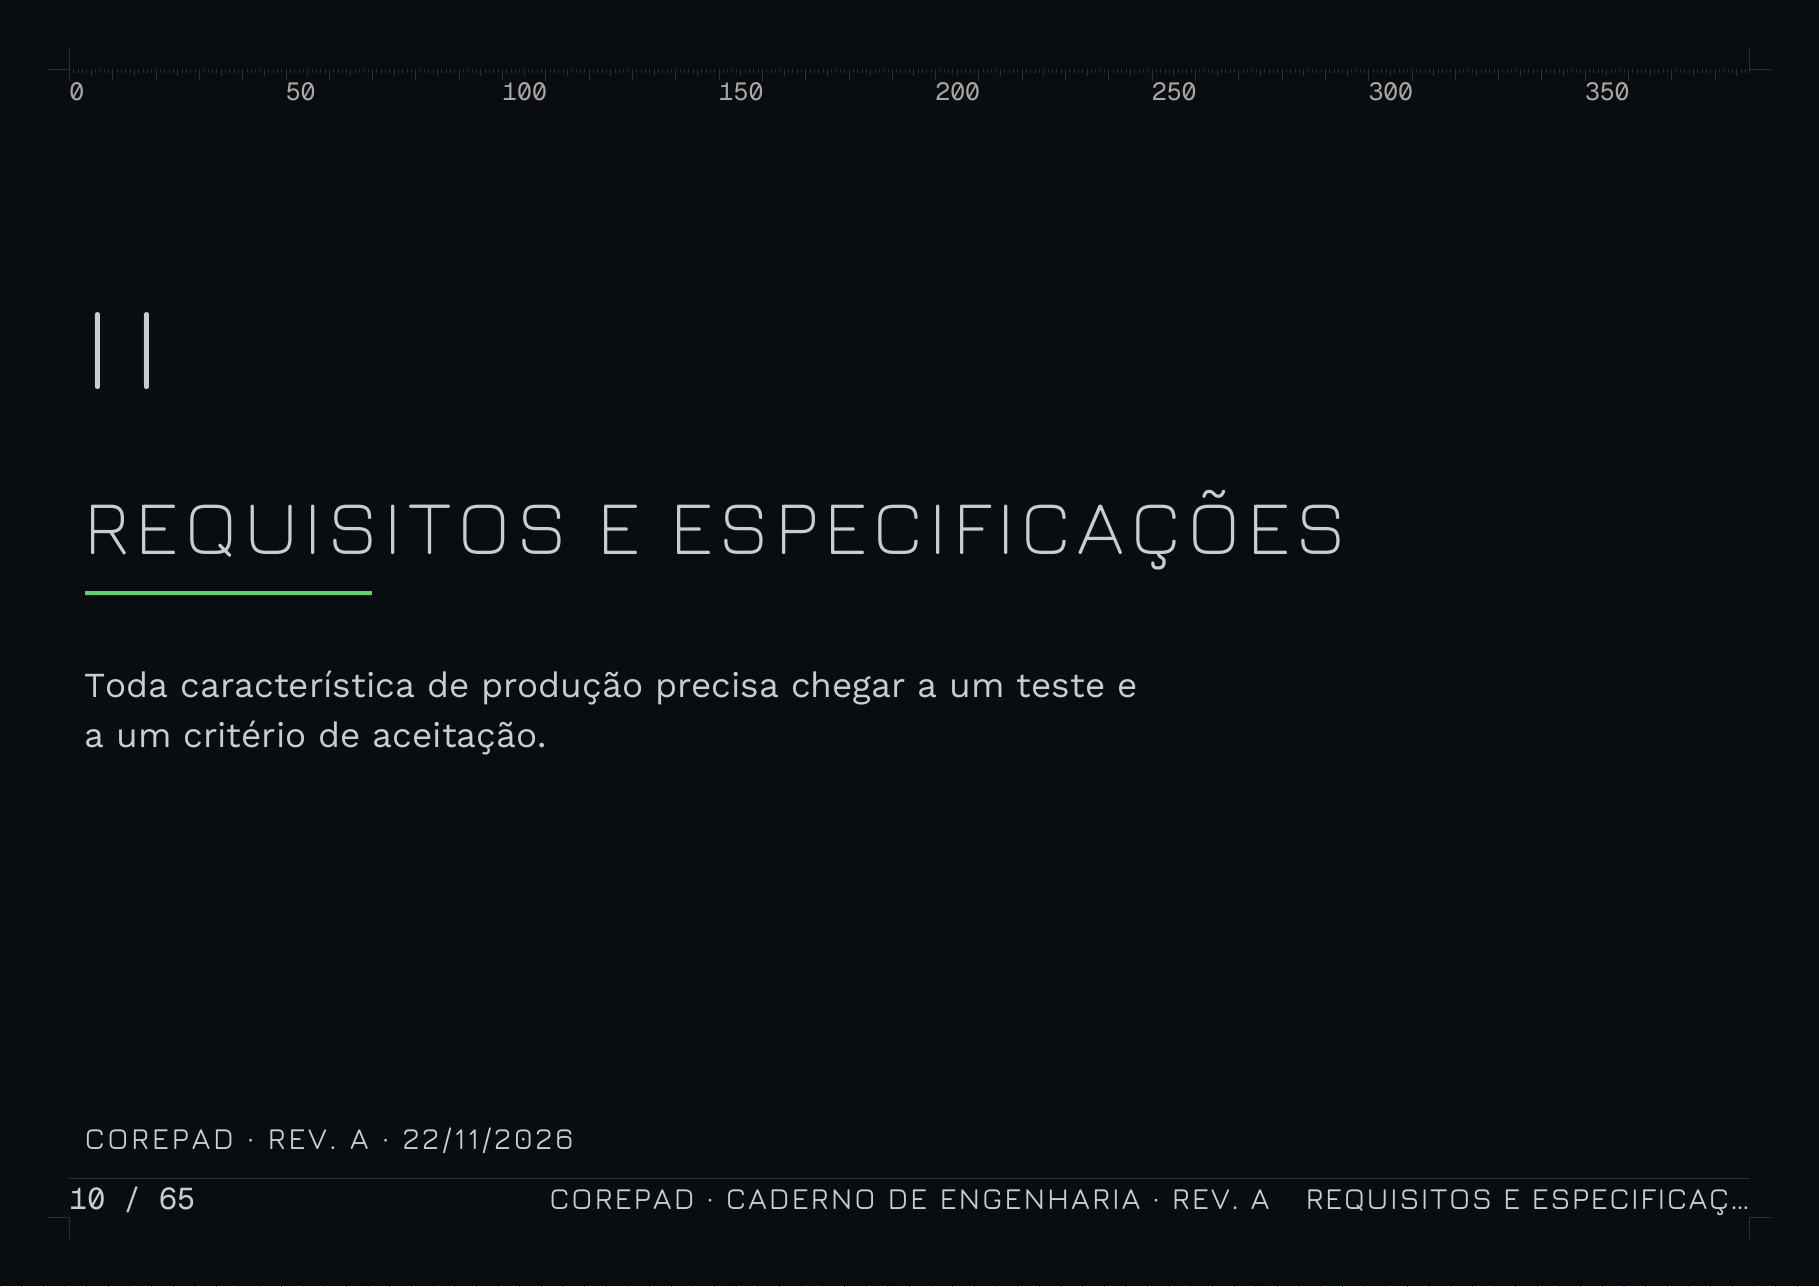 0 50 100 150 200 250 300 350
II
REQUISITOS E ESPECIFICAÇÕES
Toda característica de produção precisa chegar a um teste e
a um critério de aceitação.
COREPAD · REV. A · 22/11/2026
10 / 65 COREPAD · CADERNO DE ENGENHARIA · REV. A REQUISITOS E ESPECIFICAÇ…